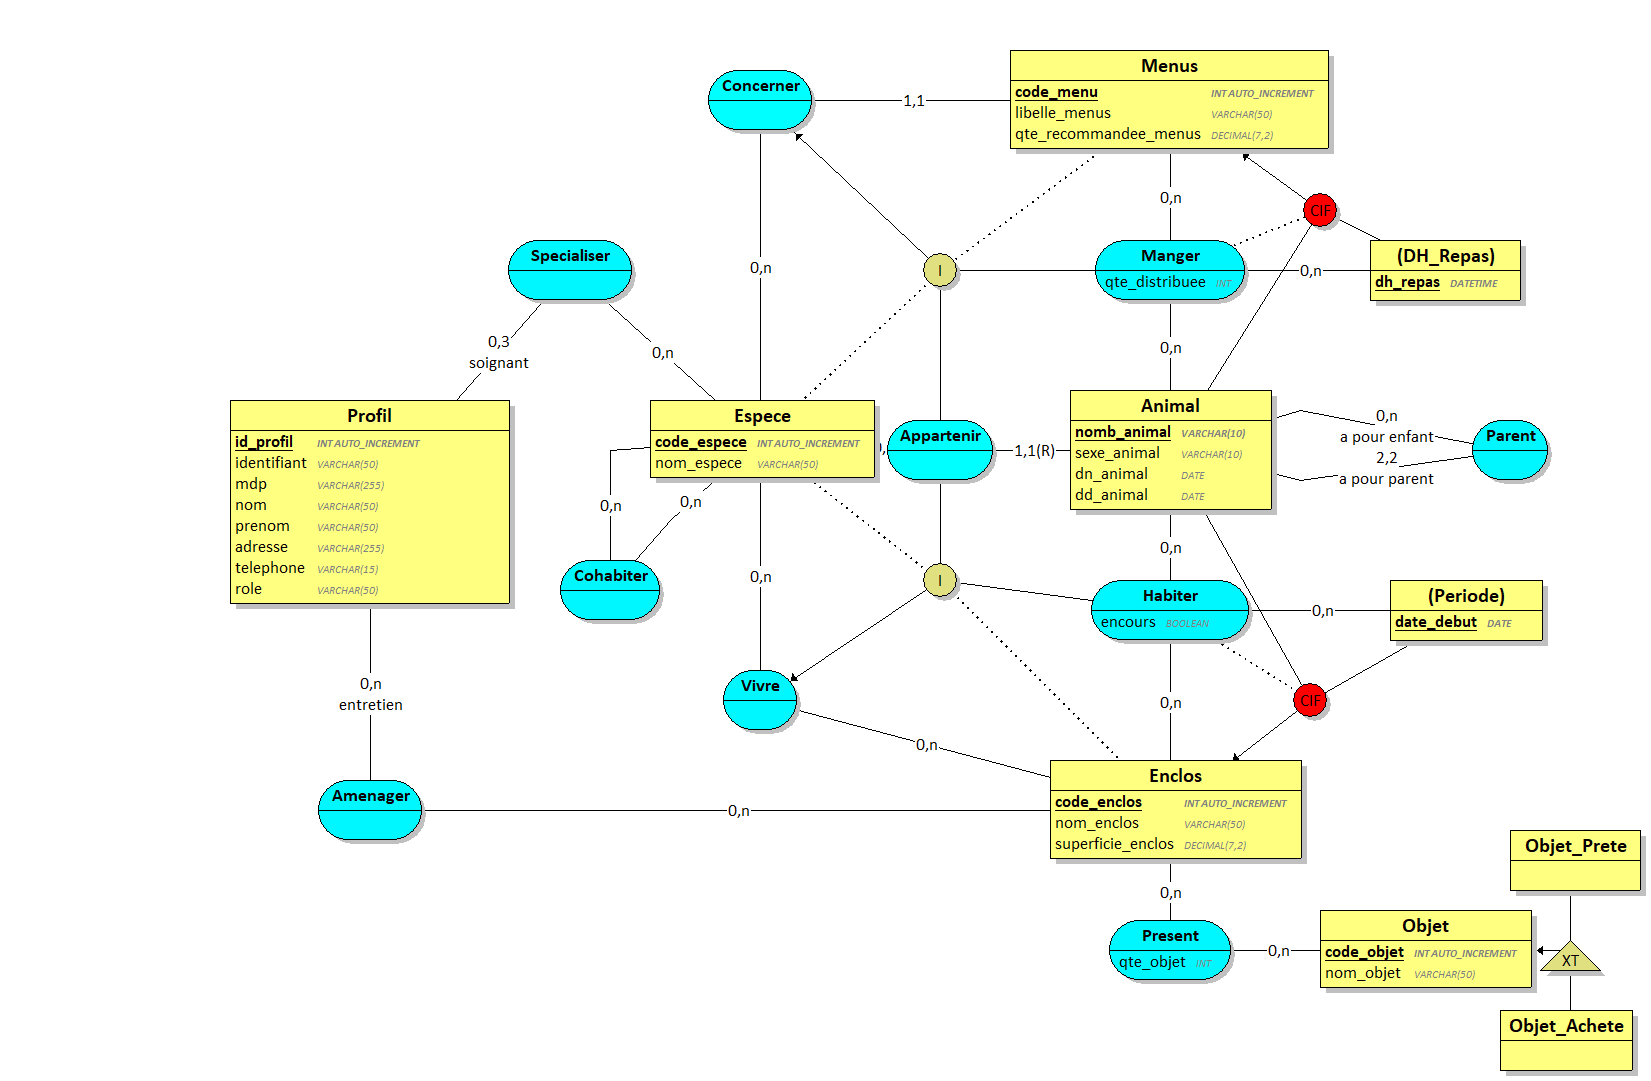 Menus
code_menu INT AUTO_INCREMENT
libelle_menus VARCHAR(50)
qte_recommandee_menus DECIMAL(7,2)
Concerner
1,1
0,n
CIF
Specialiser
0,n
I
Manger
qte_distribuee INT
0,n
(DH_Repas)
dh_repas DATETIME
0,3
soignant
0,n
0,n
Profil
id_profil INT AUTO_INCREMENT
identifiant VARCHAR(50)
mdp VARCHAR(255)
nom VARCHAR(50)
prenom VARCHAR(50)
adresse VARCHAR(255)
telephone VARCHAR(15)
role VARCHAR(50)
Espece
code_espece INT AUTO_INCREMENT
nom_espece VARCHAR(50)
0,
Appartenir
1,1(R)
Animal
nomb_animal VARCHAR(10)
sexe_animal VARCHAR(10)
dn_animal DATE
dd_animal DATE
0,n
a pour enfant
2,2
a pour parent
Parent
0,n
0,n
Cohabiter
0,n
0,n
I
Habiter
encours BOOLEAN
0,n
(Periode)
date_debut DATE
0,n
entretien
Vivre
0,n
0,n
CIF
Amenager
0,n
Enclos
code_enclos INT AUTO_INCREMENT
nom_enclos VARCHAR(50)
superficie_enclos DECIMAL(7,2)
0,n
Present
qte_objet INT
0,n
Objet_Prete
Objet
code_objet INT AUTO_INCREMENT
nom_objet VARCHAR(50)
XT
Objet_Achete